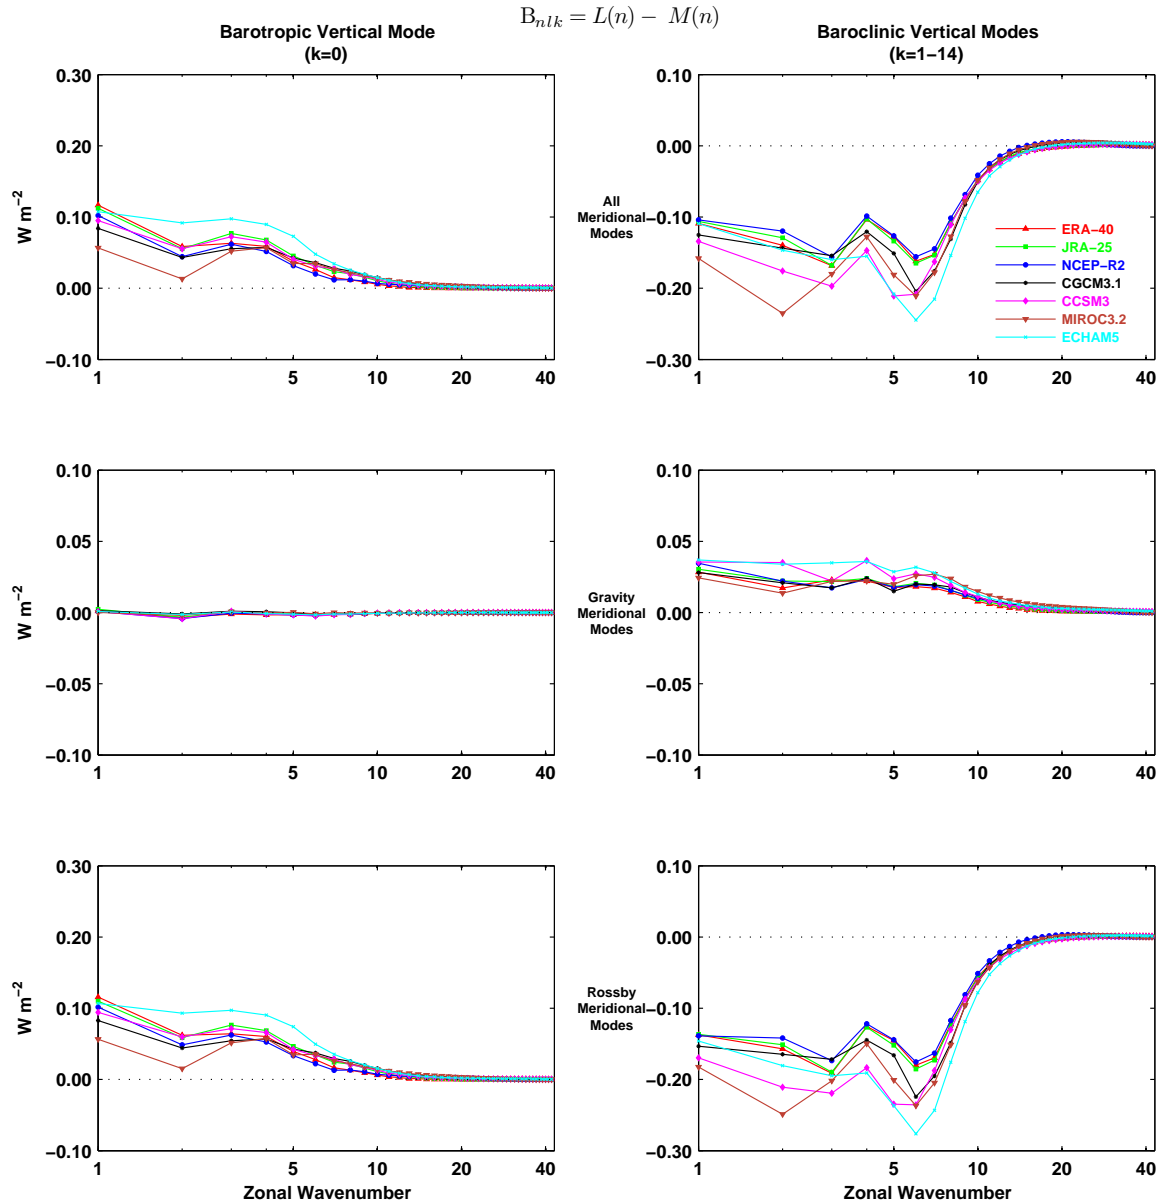 B_{nlk} = L(n) − M(n)
Barotropic Vertical Mode
(k=0)
Baroclinic Vertical Modes
(k=1−14)
0.30
0.20
0.10
0.00
−0.10
W m⁻²
1
5
10
20
40
0.10
0.00
−0.10
−0.20
−0.30
All
Meridional
Modes
ERA−40
JRA−25
NCEP−R2
CGCM3.1
CCSM3
MIROC3.2
ECHAM5
1
5
10
20
40
0.10
0.05
0.00
−0.05
−0.10
W m⁻²
1
5
10
20
40
0.10
0.05
0.00
−0.05
−0.10
Gravity
Meridional
Modes
1
5
10
20
40
0.30
0.20
0.10
0.00
−0.10
W m⁻²
1
5
10
20
40
Zonal Wavenumber
0.10
0.00
−0.10
−0.20
−0.30
Rossby
Meridional
Modes
1
5
10
20
40
Zonal Wavenumber